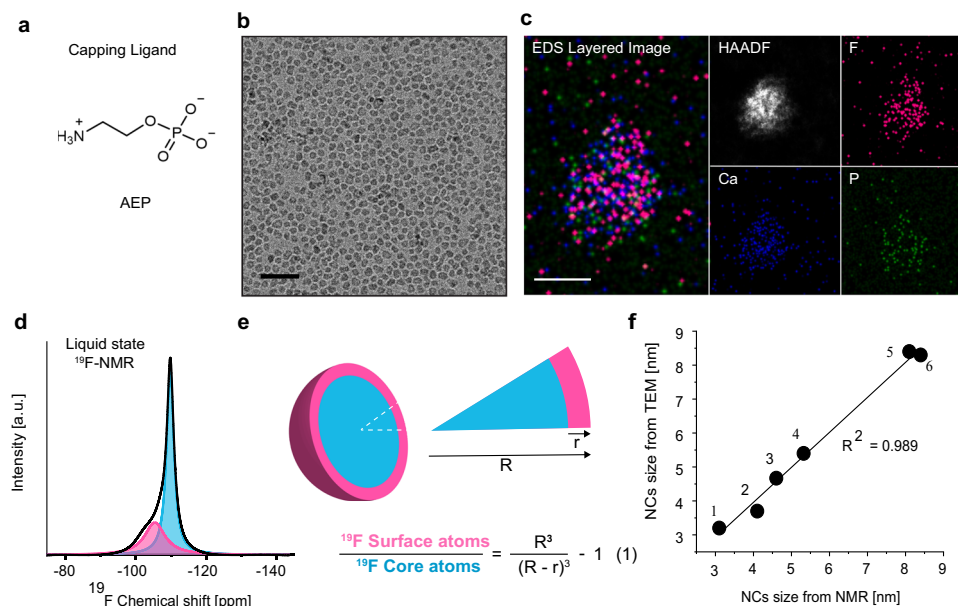 a
Capping Ligand
H₃N⁺
O
P
O⁻
O⁻
O
AEP
b
c
EDS Layered Image
HAADF
F
Ca
P
d
Liquid state
¹⁹F-NMR
Intensity [a.u.]
-80 -100 -120 -140
¹⁹F Chemical shift [ppm]
e
r
R
¹⁹F Surface atoms
¹⁹F Core atoms
= R³ / (R - r)³ - 1 (1)
f
NCs size from TEM [nm]
9
8
7
6
5
4
3
1
2
3
4
5
6
R² = 0.989
3 4 5 6 7 8 9
NCs size from NMR [nm]